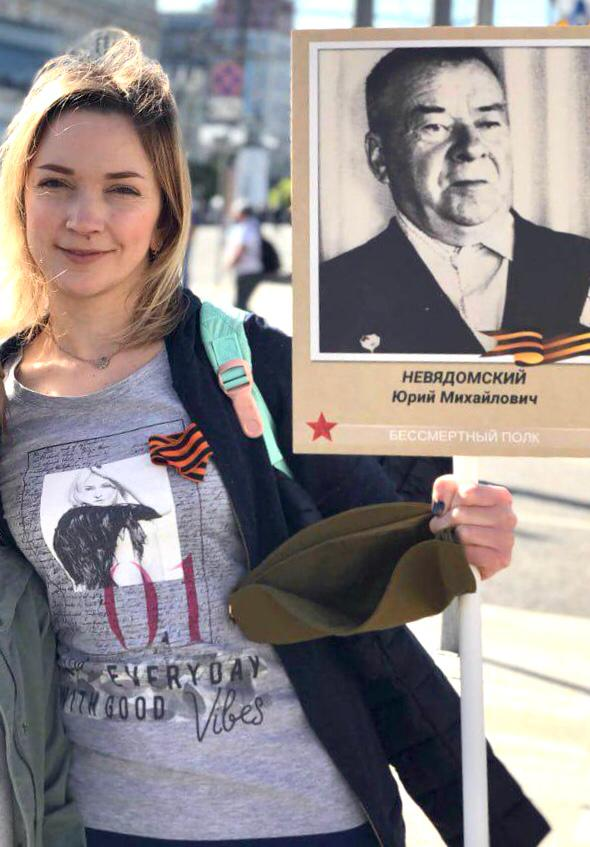 НЕВЯДОМСКИЙ
Юрий Михайлович
БЕССМЕРТНЫЙ ПОЛК
01
EVERYDAY
WITH GOOD Vibes